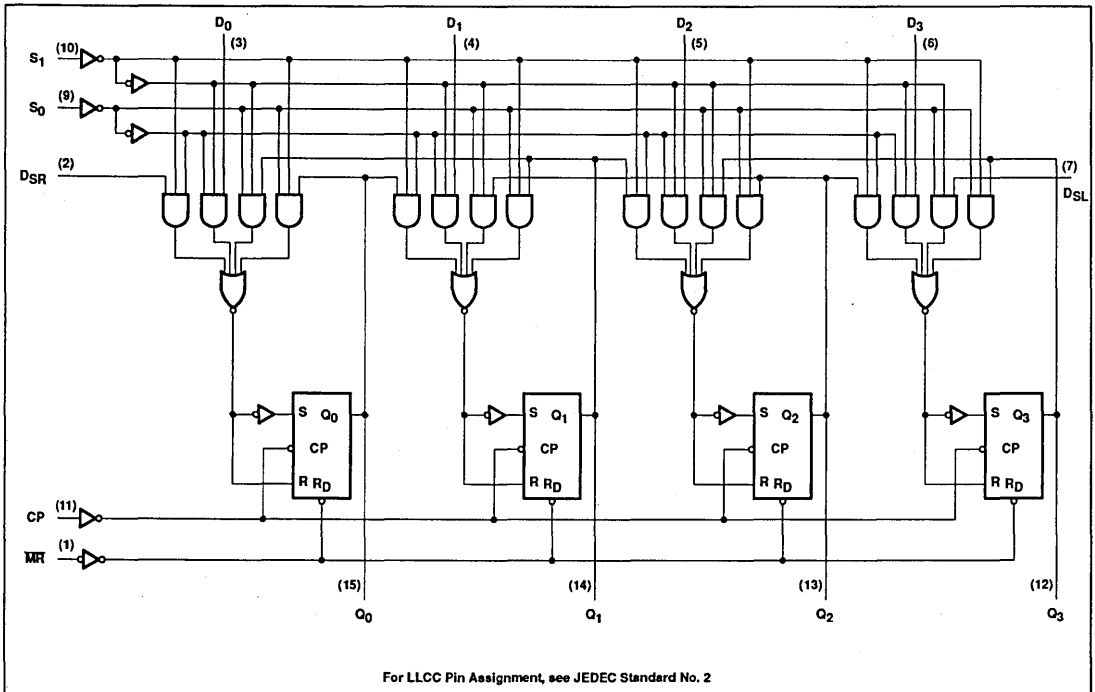 D0 D1 D2 D3
(3) (4) (5) (6)
S1 (10)
S0 (9)
DSR (2)
(7) DSL
S Q0 S Q1 S Q2 S Q3
CP CP CP CP
R RD R RD R RD R RD
CP (11)
MR (1)
(15) (14) (13) (12)
Q0 Q1 Q2 Q3
For LLCC Pin Assignment, see JEDEC Standard No. 2